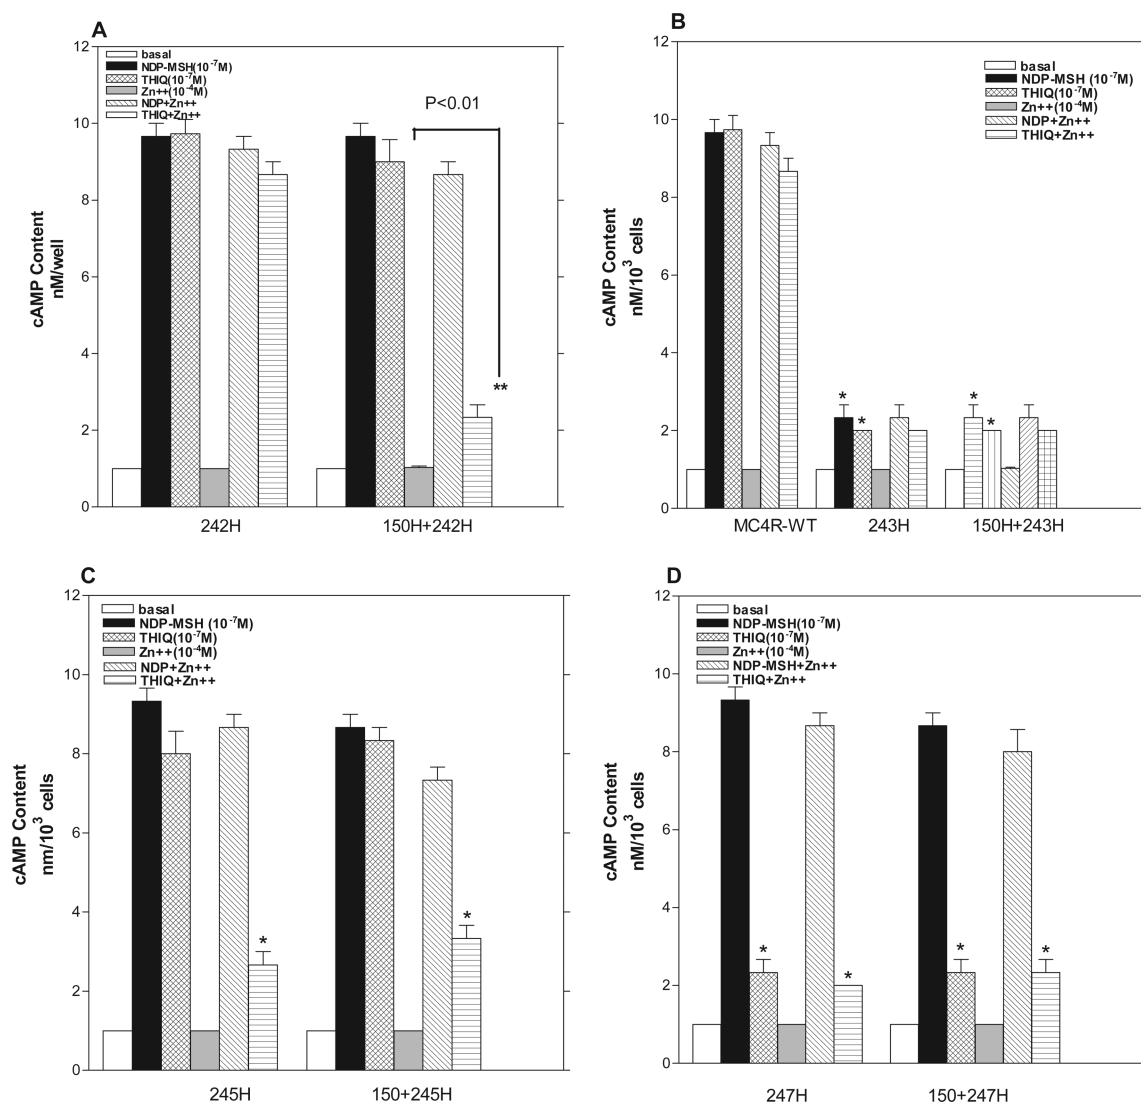 A
12
10
8
6
4
2
0
cAMP Content
nM/well
basal
NDP-MSH(10⁻⁷M)
THIQ(10⁻⁷M)
Zn++(10⁻⁴M)
NDP+Zn++
THIQ+Zn++
P<0.01
**
242H
150H+242H
B
12
10
8
6
4
2
0
cAMP Content
nM/10³ cells
basal
NDP-MSH (10⁻⁷M)
THIQ(10⁻⁷M)
Zn++(10⁻⁴M)
NDP+Zn++
THIQ+Zn++
*
*
*
*
MC4R-WT
243H
150H+243H
C
12
10
8
6
4
2
0
cAMP Content
nm/10³ cells
basal
NDP-MSH (10⁻⁷M)
THIQ(10⁻⁷M)
Zn++(10⁻⁴M)
NDP+Zn++
THIQ+Zn++
*
*
245H
150+245H
D
12
10
8
6
4
2
0
cAMP Content
nM/10³ cells
basal
NDP-MSH(10⁻⁷M)
THIQ(10⁻⁷M)
Zn++(10⁻⁴M)
NDP-MSH+Zn++
THIQ+Zn++
*
*
*
*
247H
150+247H